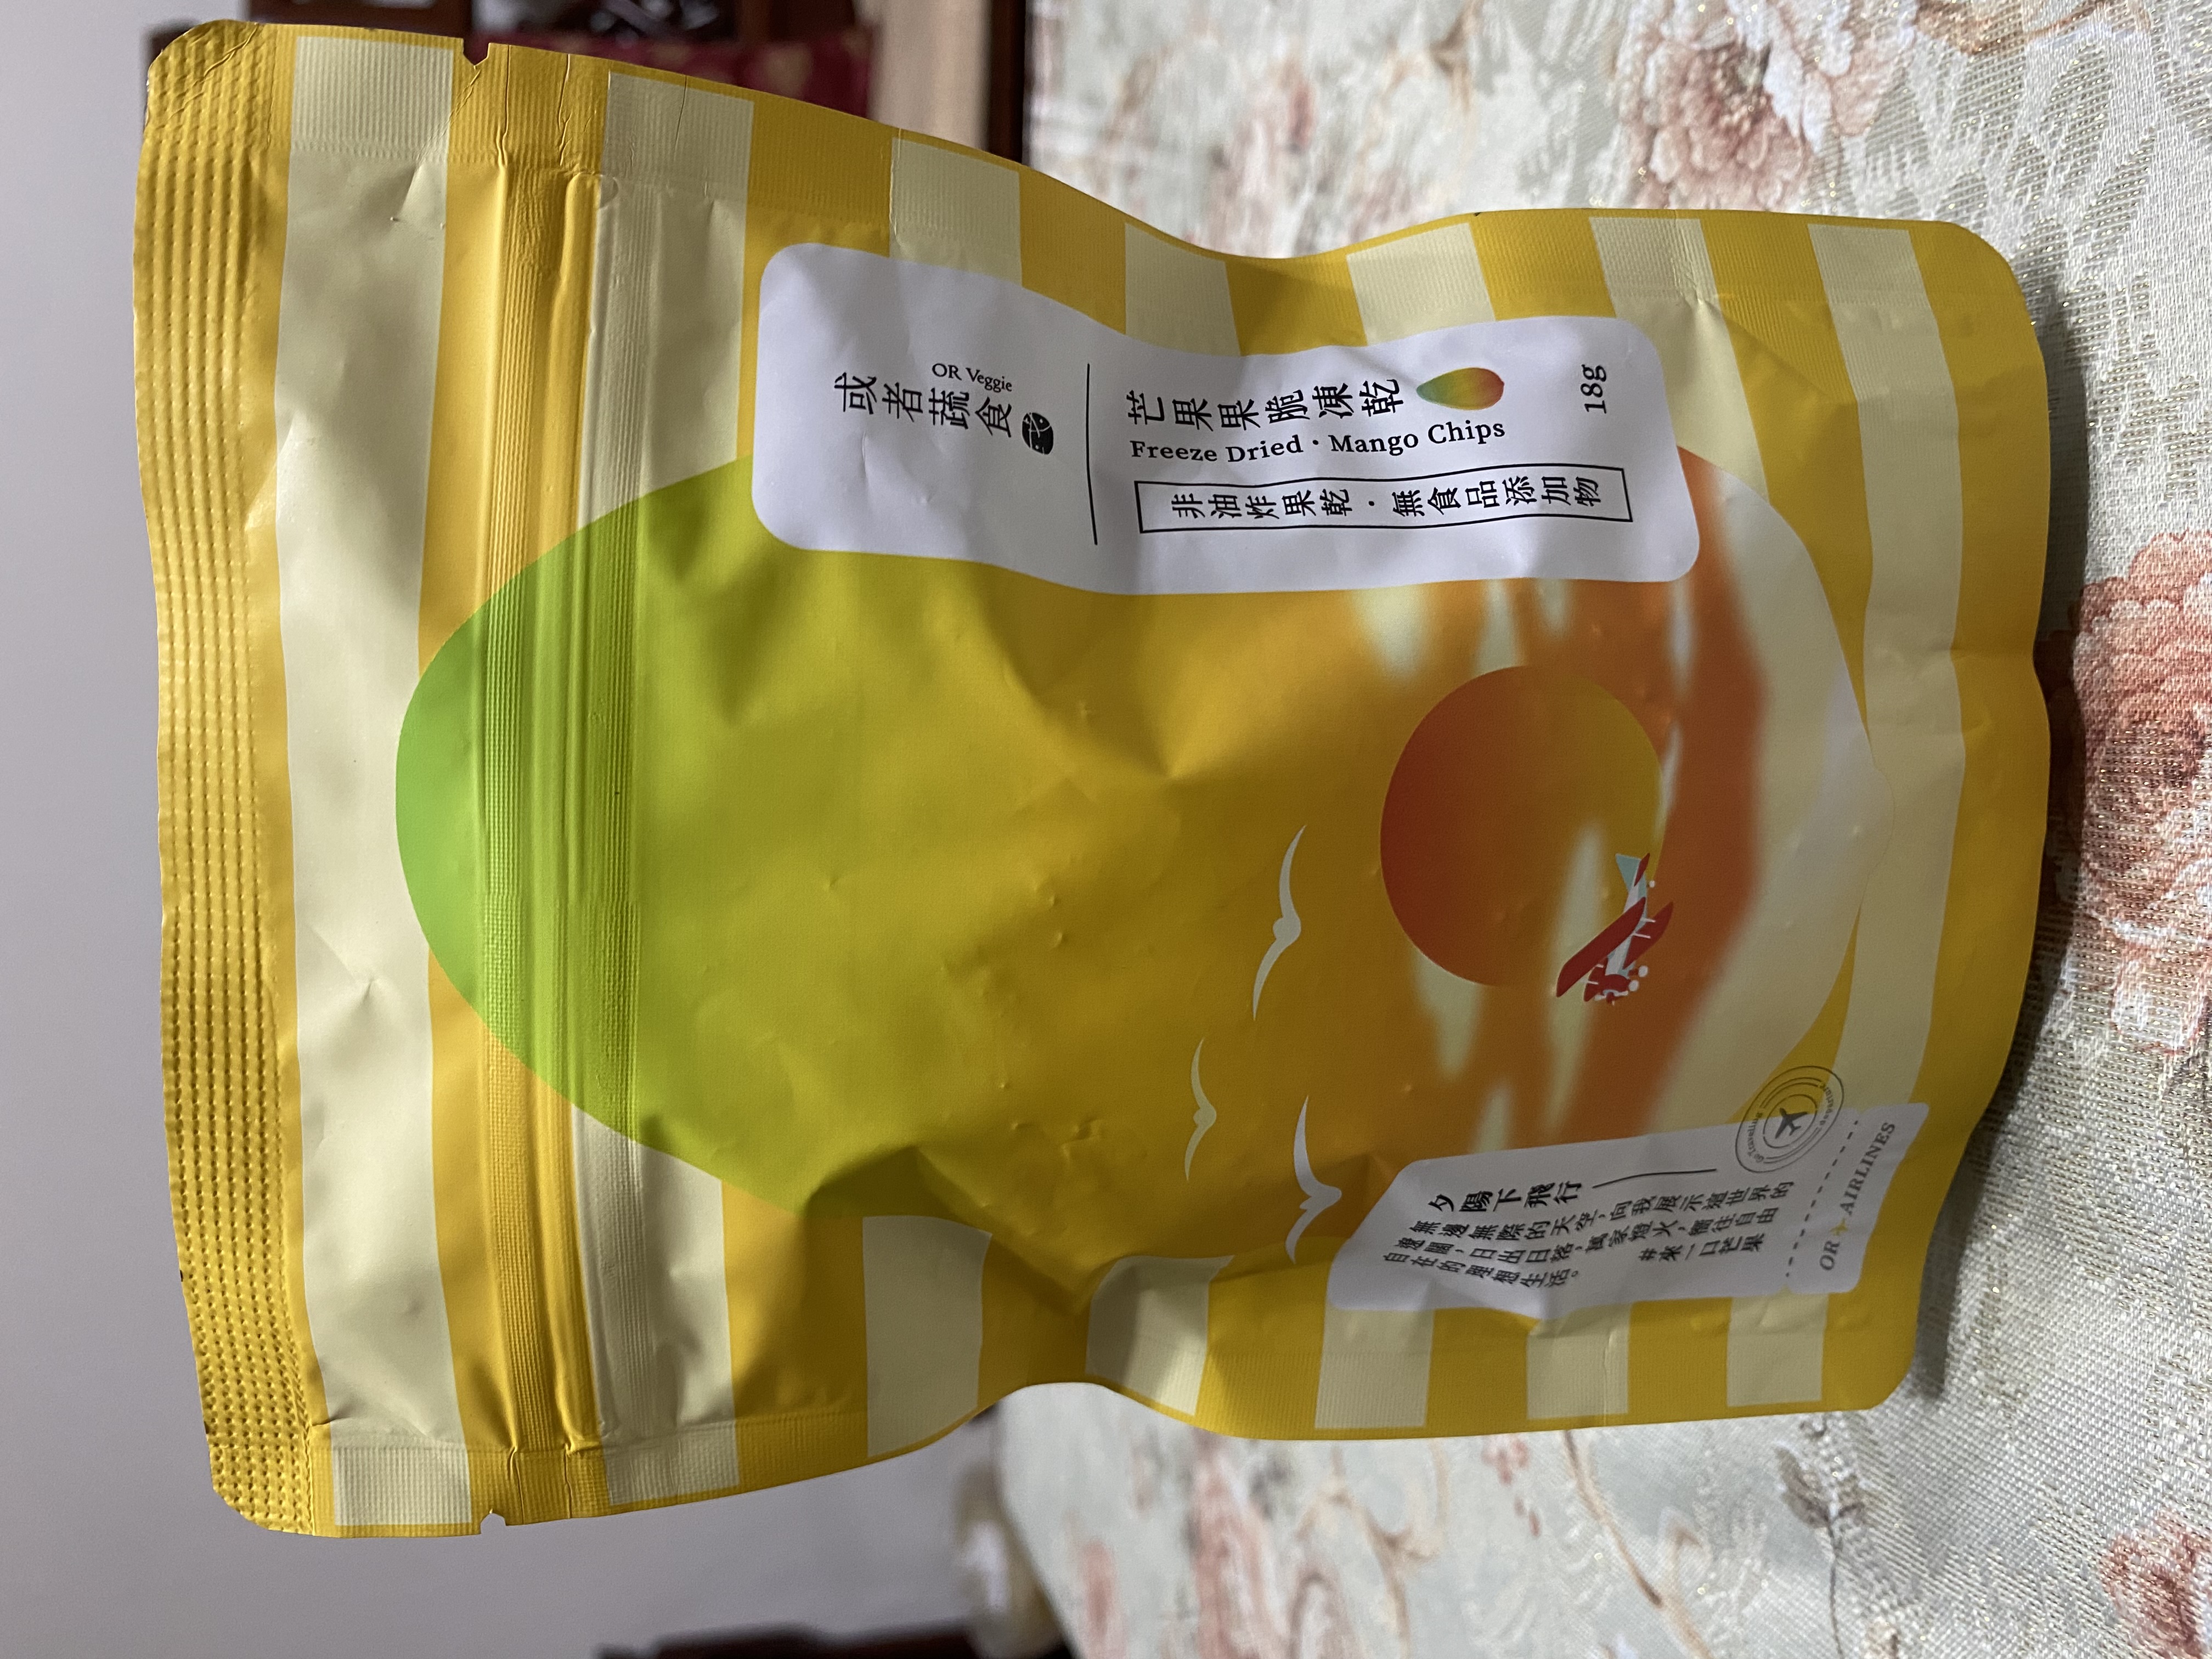 或者蔬食
OR Veggie
芒果果脆凍乾
Freeze Dried · Mango Chips
18g
非油炸果乾·無食品添加物
夕陽下飛行
無邊無際的天空，向我展示這世界的
遼闊，日出日落，萬家燈火，嚮往自由
自在的理想生活。
#來一口芒果
OR AIRLINES